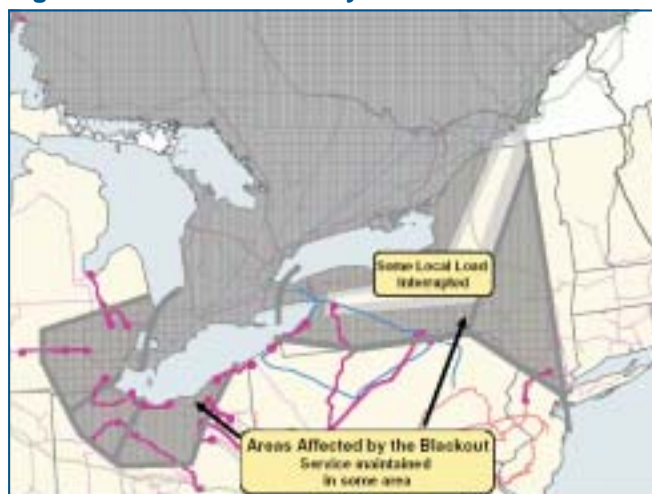 Some Local Load
Interrupted
Areas Affected by the Blackout
Service maintained
in some area